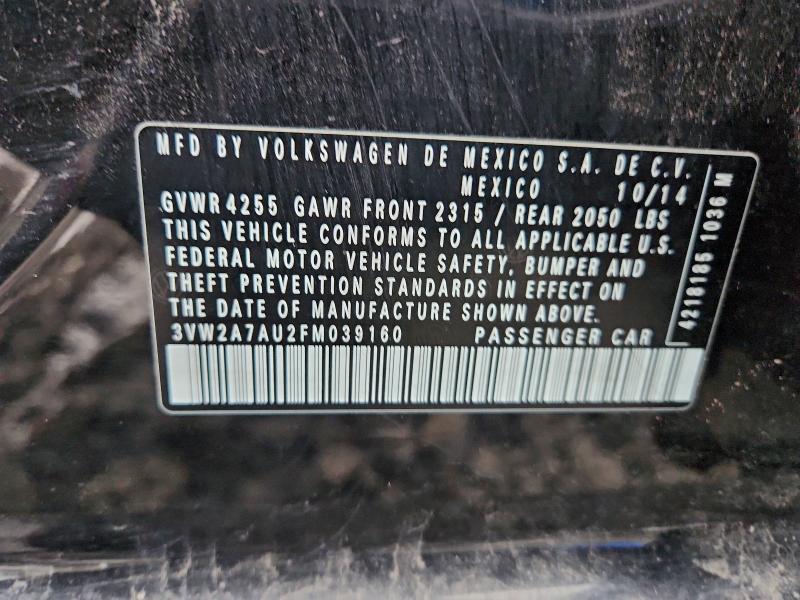 MFD BY VOLKSWAGEN DE MEXICO S.A. DE C.V.
MEXICO 10/14
GVWR 4255 GAWR FRONT 2315 / REAR 2050 LBS
THIS VEHICLE CONFORMS TO ALL APPLICABLE U.S.
FEDERAL MOTOR VEHICLE SAFETY, BUMPER AND
THEFT PREVENTION STANDARDS IN EFFECT ON
THE DATE OF MANUFACTURE SHOWN ABOVE.
3VW2A7AU2FM039160 PASSENGER CAR
4218185 1036 M